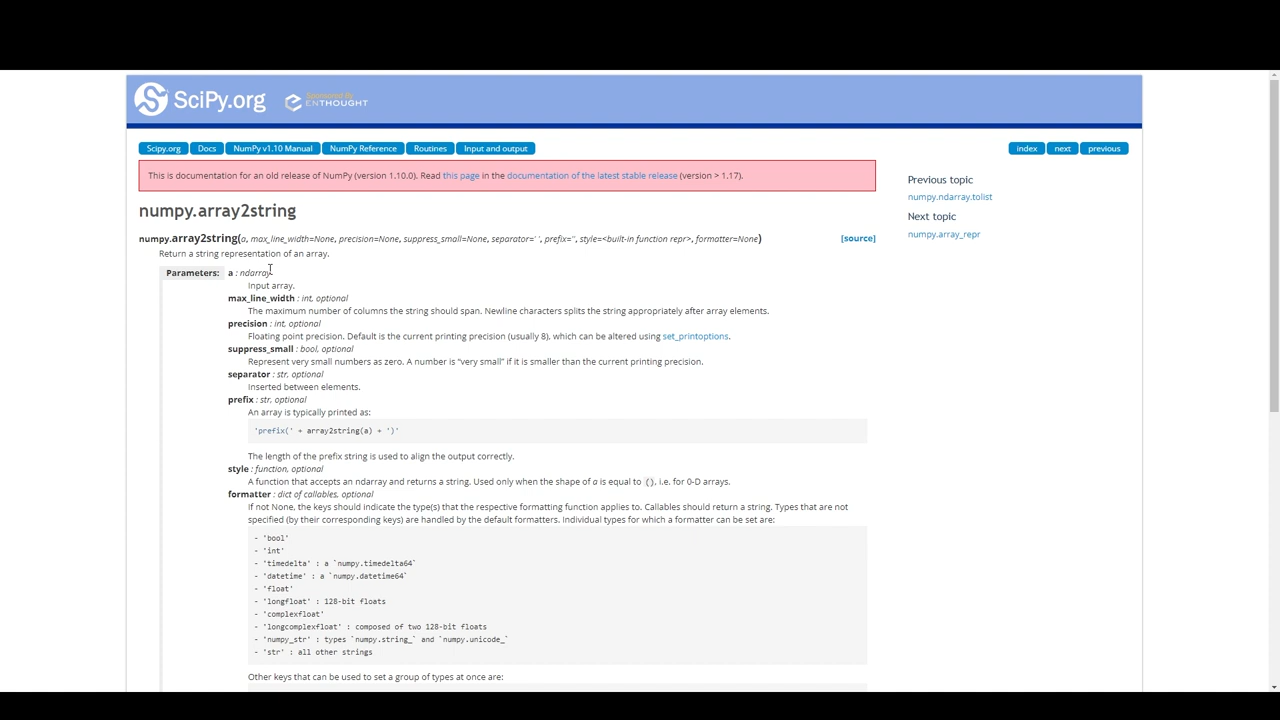 SciPy.org
Sponsored By
ENTHOUGHT
Scipy.org Docs NumPy v1.10 Manual NumPy Reference Routines Input and output index next previous
This is documentation for an old release of NumPy (version 1.10.0). Read this page in the documentation of the latest stable release (version > 1.17).
Previous topic
numpy.ndarray.tolist
Next topic
numpy.array_repr
numpy.array2string
numpy.array2string(a, max_line_width=None, precision=None, suppress_small=None, separator=' ', prefix='', style=<built-in function repr>, formatter=None) [source]
Return a string representation of an array.
Parameters: a : ndarray
Input array.
max_line_width : int, optional
The maximum number of columns the string should span. Newline characters splits the string appropriately after array elements.
precision : int, optional
Floating point precision. Default is the current printing precision (usually 8), which can be altered using set_printoptions.
suppress_small : bool, optional
Represent very small numbers as zero. A number is “very small” if it is smaller than the current printing precision.
separator : str, optional
Inserted between elements.
prefix : str, optional
An array is typically printed as:
'prefix(' + array2string(a) + ')'
The length of the prefix string is used to align the output correctly.
style : function, optional
A function that accepts an ndarray and returns a string. Used only when the shape of a is equal to (), i.e. for 0-D arrays.
formatter : dict of callables, optional
If not None, the keys should indicate the type(s) that the respective formatting function applies to. Callables should return a string. Types that are not
specified (by their corresponding keys) are handled by the default formatters. Individual types for which a formatter can be set are:
- 'bool'
- 'int'
- 'timedelta' : a `numpy.timedelta64`
- 'datetime' : a `numpy.datetime64`
- 'float'
- 'longfloat' : 128-bit floats
- 'complexfloat'
- 'longcomplexfloat' : composed of two 128-bit floats
- 'numpy_str' : types `numpy.string_` and `numpy.unicode_`
- 'str' : all other strings
Other keys that can be used to set a group of types at once are: